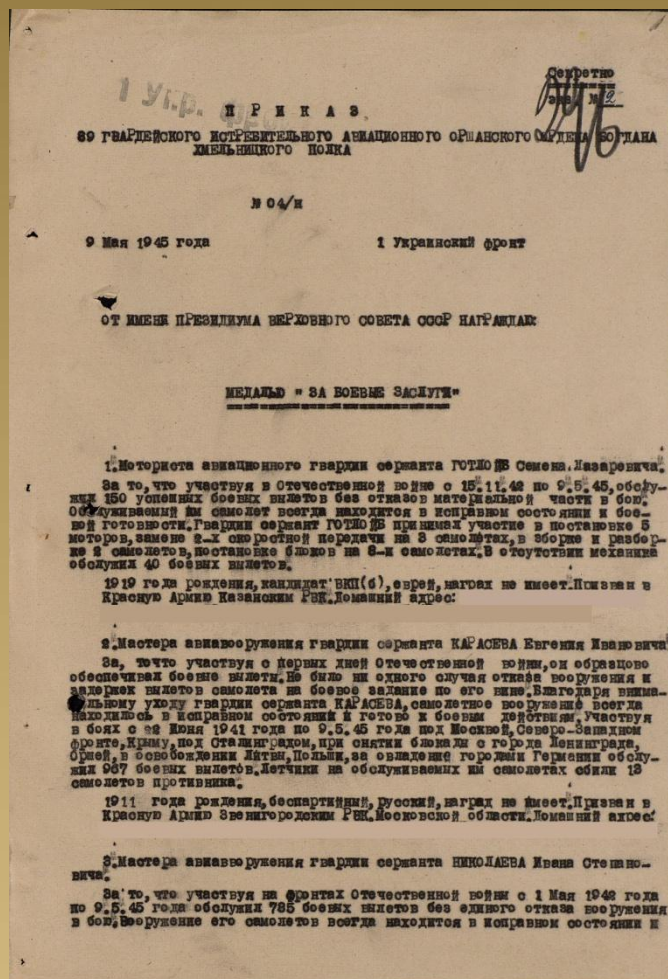 Секретно
экз. № 2
1 Укр. фр
ПРИКАЗ
89 ГВАРДЕЙСКОГО ИСТРЕБИТЕЛЬНОГО АВИАЦИОННОГО ОРШАНСКОГО ОРДЕНА БОГДАНА
ХМЕЛЬНИЦКОГО ПОЛКА
№ 04/н
9 Мая 1945 года 1 Украинский фронт
ОТ ИМЕНИ ПРЕЗИДИУМА ВЕРХОВНОГО СОВЕТА СССР НАГРАЖДАЮ:
МЕДАЛЬЮ " ЗА БОЕВЫЕ ЗАСЛУГИ"
1.Моториста авиационного гвардии сержанта ГОТЛОЙБ Семена Лазаревича.
За то, что участвуя в Отечественной войне с 15.11.42 по 9.5.45, обслу-
жил 150 успешных боевых вылетов без отказов материальной части в бою.
Обслуживаемый им самолет всегда находится в исправном состоянии и бое-
вой готовности.Гвардии сержант ГОТЛОЙБ принимал участие в постановке 5
моторов, замене 2-х скоростной передачи на 3 самолетах, в зборке и разбор-
ке 2 самолетов, постановке блоков на 8-и самолетах.В отсутствии механика
обслужил 40 боевых вылетов.
1919 года рождения, кандидат ВКП(б), еврей, наград не имеет.Призван в
Красную Армию Казанским РВК.Домашний адрес:
2.Мастера авиавооружения гвардии сержанта КАРАСЕВА Евгения Ивановича
За, точто участвуя с первых дней Отечественной войны, он образцово
обеспечивал боевые вылеты.Не было ни одного случая отказа вооружения и
задержек вылетов самолета на боевое задание по его вине.Благодаря внима-
тельному уходу гвардии сержанта КАРАСЕВА, самолетное вооружение всегда
находилось в исправном состоянии и готово к боевым действиям.Участвуя
в боях с 22 Июня 1941 года по 9.5.45 года под Москвой, Северо-Западном
фронте, Крыму, под Сталинградом, при снятии блокады с города Ленинграда,
Оршей, в освобождении Литвы, Польши, за овладение городами Германии обслу-
жил 967 боевых вылетов.Летчики на обслуживаемых им самолетах сбили 13
самолетов противника.
1911 года рождения, беспартийный, русский, наград не имеет.Призван в
Красную Армию Звенигородским РВК.Московской области.Домашний адрес:
3.Мастера авиавооружения гвардии сержанта НИКОЛАЕВА Ивана Степано-
вича.
За то, что участвуя на фронтах Отечественной войны с 1 Мая 1942 года
по 9.5.45 года обслужил 785 боевых вылетов без единого отказа вооружения
в бою.Вооружение его самолетов всегда находится в исправном состоянии и